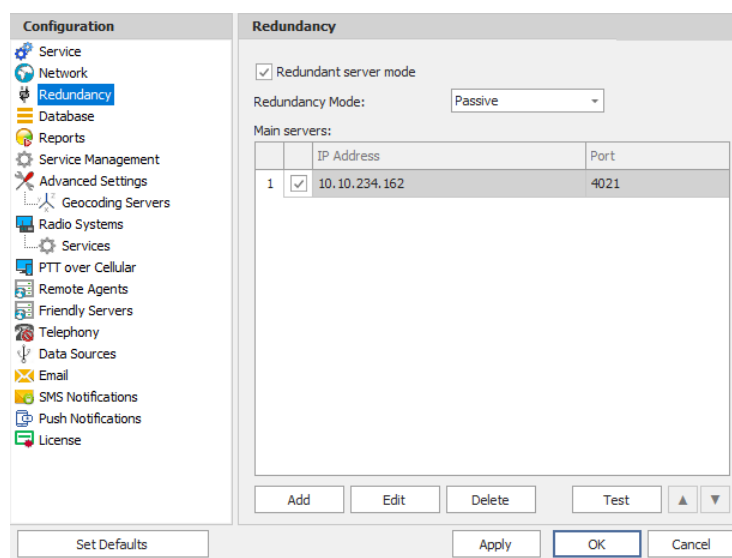 Configuration
Service
Network
Redundancy
Database
Reports
Service Management
Advanced Settings
Geocoding Servers
Radio Systems
Services
PTT over Cellular
Remote Agents
Friendly Servers
Telephony
Data Sources
Email
SMS Notifications
Push Notifications
License
Set Defaults
Redundancy
Redundant server mode
Redundancy Mode: Passive
Main servers:
IP Address Port
1 10.10.234.162 4021
Add Edit Delete Test
Apply OK Cancel